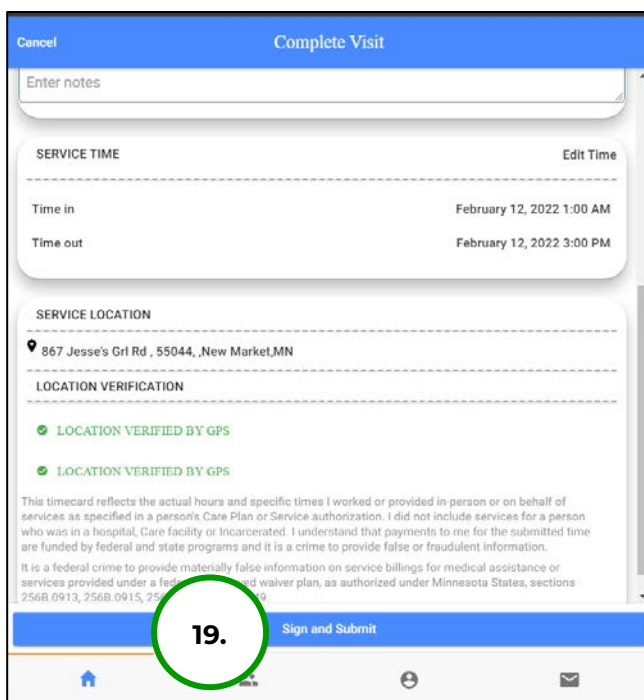 Cancel
Complete Visit
Enter notes
SERVICE TIME
Edit Time
Time in
February 12, 2022 1:00 AM
Time out
February 12, 2022 3:00 PM
SERVICE LOCATION
867 Jesse's Grl Rd , 55044, ,New Market,MN
LOCATION VERIFICATION
LOCATION VERIFIED BY GPS
LOCATION VERIFIED BY GPS
This timecard reflects the actual hours and specific times I worked or provided in-person or on behalf of
services as specified in a person's Care Plan or Service authorization. I did not include services for a person
who was in a hospital, Care facility or Incarcerated. I understand that payments to me for the submitted time
are funded by federal and state programs and it is a crime to provide false or fraudulent information.
It is a federal crime to provide materially false information on service billings for medical assistance or
services provided under a waiver plan, as authorized under Minnesota States, sections
256B.0913, 256B.0915,
19.
Sign and Submit